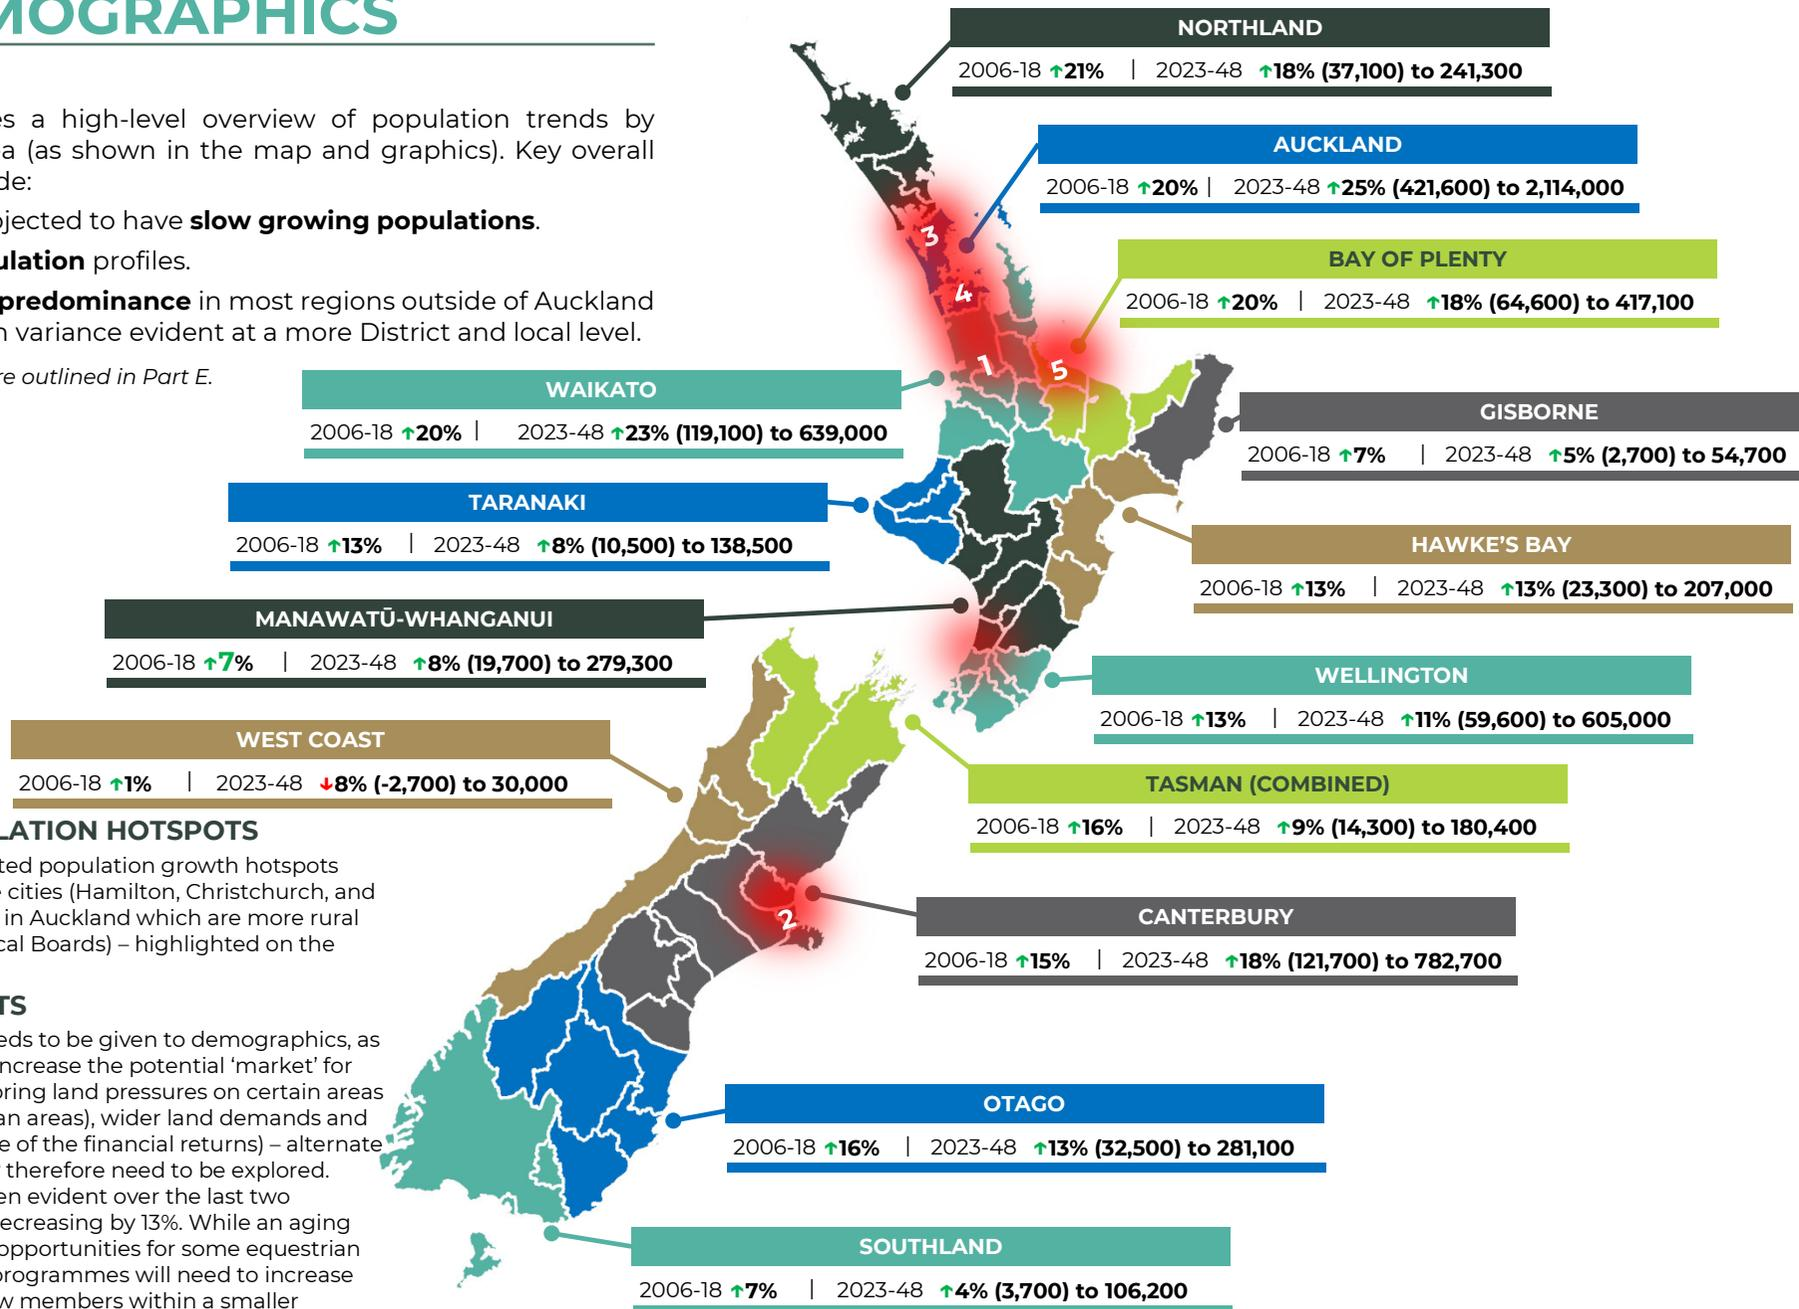 MOGRAPHICS
es a high-level overview of population trends by
a (as shown in the map and graphics). Key overall
de:
ojected to have slow growing populations.
ulation profiles.
predominance in most regions outside of Auckland
n variance evident at a more District and local level.
re outlined in Part E.
NORTHLAND
2006-18 ↑21% | 2023-48 ↑18% (37,100) to 241,300
AUCKLAND
2006-18 ↑20% | 2023-48 ↑25% (421,600) to 2,114,000
BAY OF PLENTY
2006-18 ↑20% | 2023-48 ↑18% (64,600) to 417,100
3
4
1
5
WAIKATO
2006-18 ↑20% | 2023-48 ↑23% (119,100) to 639,000
GISBORNE
2006-18 ↑7% | 2023-48 ↑5% (2,700) to 54,700
TARANAKI
2006-18 ↑13% | 2023-48 ↑8% (10,500) to 138,500
HAWKE'S BAY
2006-18 ↑13% | 2023-48 ↑13% (23,300) to 207,000
MANAWATŪ-WHANGANUI
2006-18 ↑7% | 2023-48 ↑8% (19,700) to 279,300
WELLINGTON
2006-18 ↑13% | 2023-48 ↑11% (59,600) to 605,000
WEST COAST
2006-18 ↑1% | 2023-48 ↓8% (-2,700) to 30,000
TASMAN (COMBINED)
2006-18 ↑16% | 2023-48 ↑9% (14,300) to 180,400
2
CANTERBURY
2006-18 ↑15% | 2023-48 ↑18% (121,700) to 782,700
OTAGO
2006-18 ↑16% | 2023-48 ↑13% (32,500) to 281,100
SOUTHLAND
2006-18 ↑7% | 2023-48 ↑4% (3,700) to 106,200
LATION HOTSPOTS
ted population growth hotspots
e cities (Hamilton, Christchurch, and
in Auckland which are more rural
cal Boards) – highlighted on the
TS
eds to be given to demographics, as
ncrease the potential 'market' for
oring land pressures on certain areas
an areas), wider land demands and
e of the financial returns) – alternate
therefore need to be explored.
en evident over the last two
ecreasing by 13%. While an aging
opportunities for some equestrian
programmes will need to increase
w members within a smaller